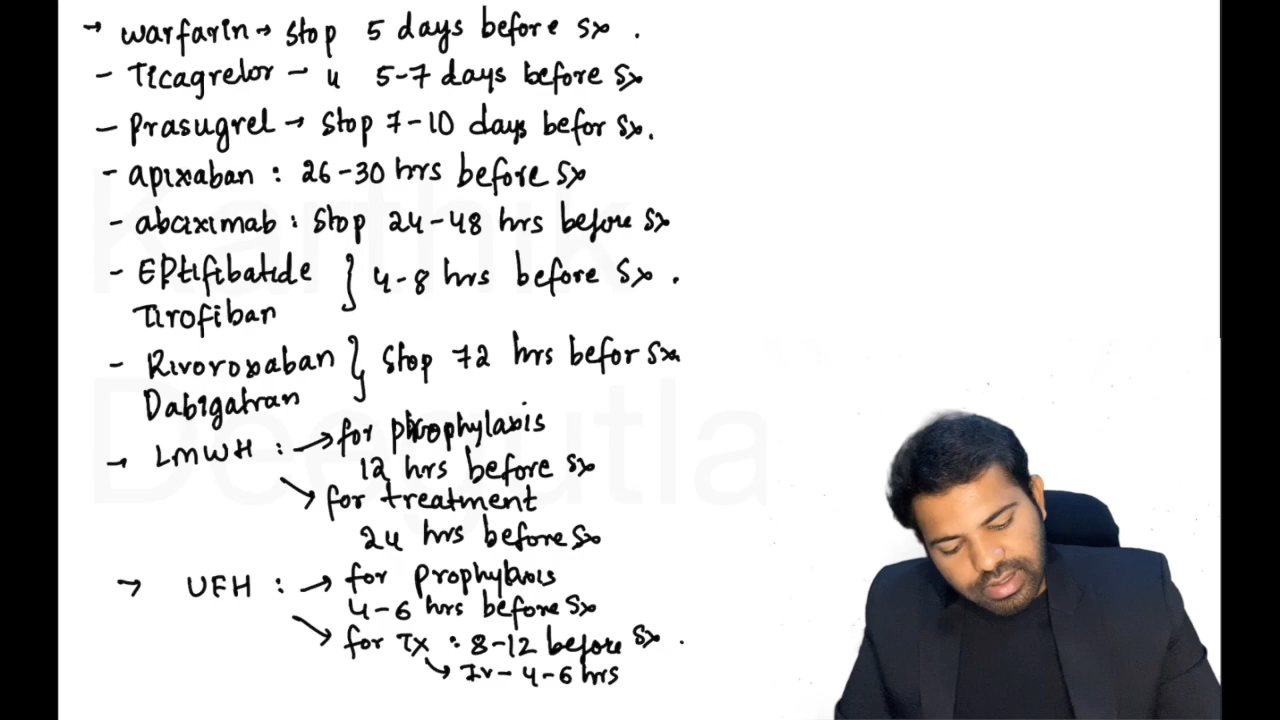 → warfarin → stop 5 days before Sx .
- Ticagrelor - " 5-7 days before Sx
- Prasugrel → stop 7-10 days befor Sx.
- apixaban : 26-30 hrs before Sx
- abciximab : stop 24-48 hrs before Sx
- Eptifibatide } 4-8 hrs before Sx .
Tirofiban
- Rivoroxaban } stop 72 hrs befor Sx
Dabigatran
→ LMWH : → for prophylaxis
12 hrs before Sx
→ for treatment
24 hrs before Sx
→ UFH : → for prophylaxis
4-6 hrs before Sx
→ for Tx : 8-12 before Sx .
→ Iv - 4-6 hrs
Karthik
Deegutla